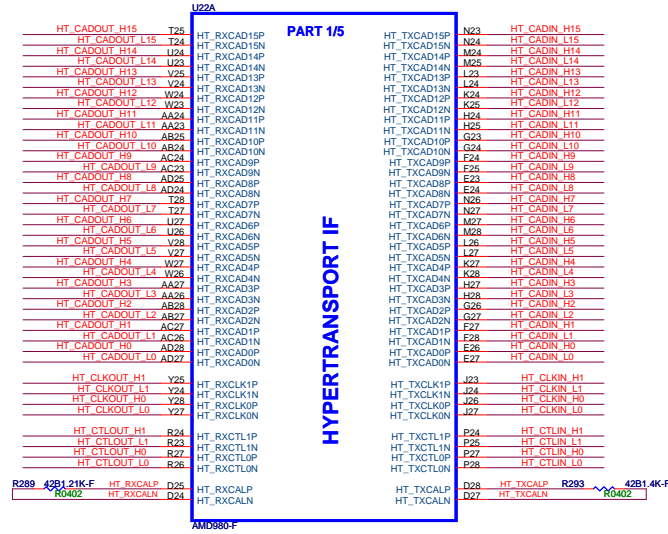 U22A
PART 1/5
HYPERTRANSPORT IF
HT_CADOUT_H15 T25 HT_RXCAD15P HT_TXCAD15P N23 HT_CADIN_H15
HT_CADOUT_L15 T24 HT_RXCAD15N HT_TXCAD15N N24 HT_CADIN_L15
HT_CADOUT_H14 U24 HT_RXCAD14P HT_TXCAD14P M24 HT_CADIN_H14
HT_CADOUT_L14 U23 HT_RXCAD14N HT_TXCAD14N M25 HT_CADIN_L14
HT_CADOUT_H13 V25 HT_RXCAD13P HT_TXCAD13P L23 HT_CADIN_H13
HT_CADOUT_L13 V24 HT_RXCAD13N HT_TXCAD13N L24 HT_CADIN_L13
HT_CADOUT_H12 W24 HT_RXCAD12P HT_TXCAD12P K24 HT_CADIN_H12
HT_CADOUT_L12 W23 HT_RXCAD12N HT_TXCAD12N K25 HT_CADIN_L12
HT_CADOUT_H11 AA24 HT_RXCAD11P HT_TXCAD11P H24 HT_CADIN_H11
HT_CADOUT_L11 AA23 HT_RXCAD11N HT_TXCAD11N H25 HT_CADIN_L11
HT_CADOUT_H10 AB25 HT_RXCAD10P HT_TXCAD10P G23 HT_CADIN_H10
HT_CADOUT_L10 AB24 HT_RXCAD10N HT_TXCAD10N G24 HT_CADIN_L10
HT_CADOUT_H9 AC24 HT_RXCAD9P HT_TXCAD9P F24 HT_CADIN_H9
HT_CADOUT_L9 AC23 HT_RXCAD9N HT_TXCAD9N F25 HT_CADIN_L9
HT_CADOUT_H8 AD25 HT_RXCAD8P HT_TXCAD8P E23 HT_CADIN_H8
HT_CADOUT_L8 AD24 HT_RXCAD8N HT_TXCAD8N E24 HT_CADIN_L8
HT_CADOUT_H7 T28 HT_RXCAD7P HT_TXCAD7P N26 HT_CADIN_H7
HT_CADOUT_L7 T27 HT_RXCAD7N HT_TXCAD7N N27 HT_CADIN_L7
HT_CADOUT_H6 U27 HT_RXCAD6P HT_TXCAD6P M27 HT_CADIN_H6
HT_CADOUT_L6 U26 HT_RXCAD6N HT_TXCAD6N M28 HT_CADIN_L6
HT_CADOUT_H5 V28 HT_RXCAD5P HT_TXCAD5P L26 HT_CADIN_H5
HT_CADOUT_L5 V27 HT_RXCAD5N HT_TXCAD5N L27 HT_CADIN_L5
HT_CADOUT_H4 W27 HT_RXCAD4P HT_TXCAD4P K27 HT_CADIN_H4
HT_CADOUT_L4 W26 HT_RXCAD4N HT_TXCAD4N K28 HT_CADIN_L4
HT_CADOUT_H3 AA27 HT_RXCAD3P HT_TXCAD3P H27 HT_CADIN_H3
HT_CADOUT_L3 AA26 HT_RXCAD3N HT_TXCAD3N H28 HT_CADIN_L3
HT_CADOUT_H2 AB28 HT_RXCAD2P HT_TXCAD2P G26 HT_CADIN_H2
HT_CADOUT_L2 AB27 HT_RXCAD2N HT_TXCAD2N G27 HT_CADIN_L2
HT_CADOUT_H1 AC27 HT_RXCAD1P HT_TXCAD1P F27 HT_CADIN_H1
HT_CADOUT_L1 AC26 HT_RXCAD1N HT_TXCAD1N F28 HT_CADIN_L1
HT_CADOUT_H0 AD28 HT_RXCAD0P HT_TXCAD0P E26 HT_CADIN_H0
HT_CADOUT_L0 AD27 HT_RXCAD0N HT_TXCAD0N E27 HT_CADIN_L0
HT_CLKOUT_H1 Y25 HT_RXCLK1P HT_TXCLK1P J23 HT_CLKIN_H1
HT_CLKOUT_L1 Y24 HT_RXCLK1N HT_TXCLK1N J24 HT_CLKIN_L1
HT_CLKOUT_H0 Y28 HT_RXCLK0P HT_TXCLK0P J26 HT_CLKIN_H0
HT_CLKOUT_L0 Y27 HT_RXCLK0N HT_TXCLK0N J27 HT_CLKIN_L0
HT_CTLOUT_H1 R24 HT_RXCTL1P HT_TXCTL1P P24 HT_CTLIN_H1
HT_CTLOUT_L1 R23 HT_RXCTL1N HT_TXCTL1N P25 HT_CTLIN_L1
HT_CTLOUT_H0 R27 HT_RXCTL0P HT_TXCTL0P P27 HT_CTLIN_H0
HT_CTLOUT_L0 R26 HT_RXCTL0N HT_TXCTL0N P28 HT_CTLIN_L0
R289 42B1.21K-F HT_RXCALP D25 HT_RXCALP HT_TXCALP D28 HT_TXCALP R293 42B1.4K-F
R0402 HT_RXCALN D24 HT_RXCALN HT_TXCALN D27 HT_TXCALN R0402
AMD980-F